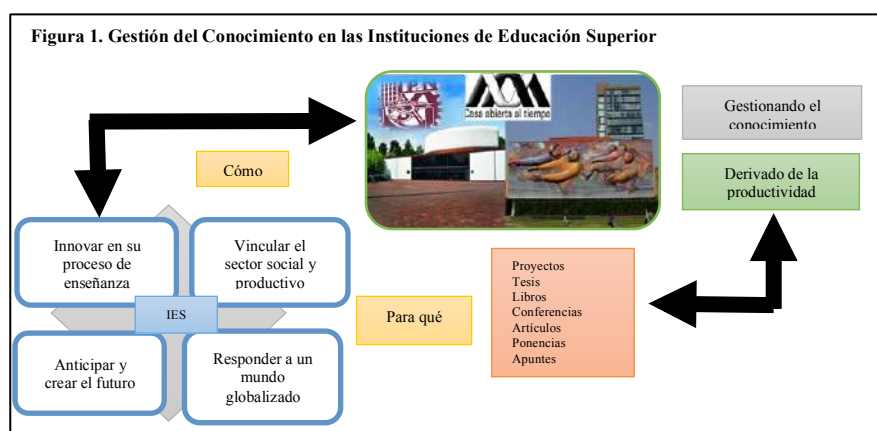 Figura 1. Gestión del Conocimiento en las Instituciones de Educación Superior
IPN
Casa abierta al tiempo
Gestionando el
conocimiento
Derivado de la
productividad
Cómo
Innovar en su
proceso de
enseñanza
Vincular el
sector social y
productivo
IES
Anticipar y
crear el futuro
Responder a un
mundo
globalizado
Para qué
Proyectos
Tesis
Libros
Conferencias
Artículos
Ponencias
Apuntes